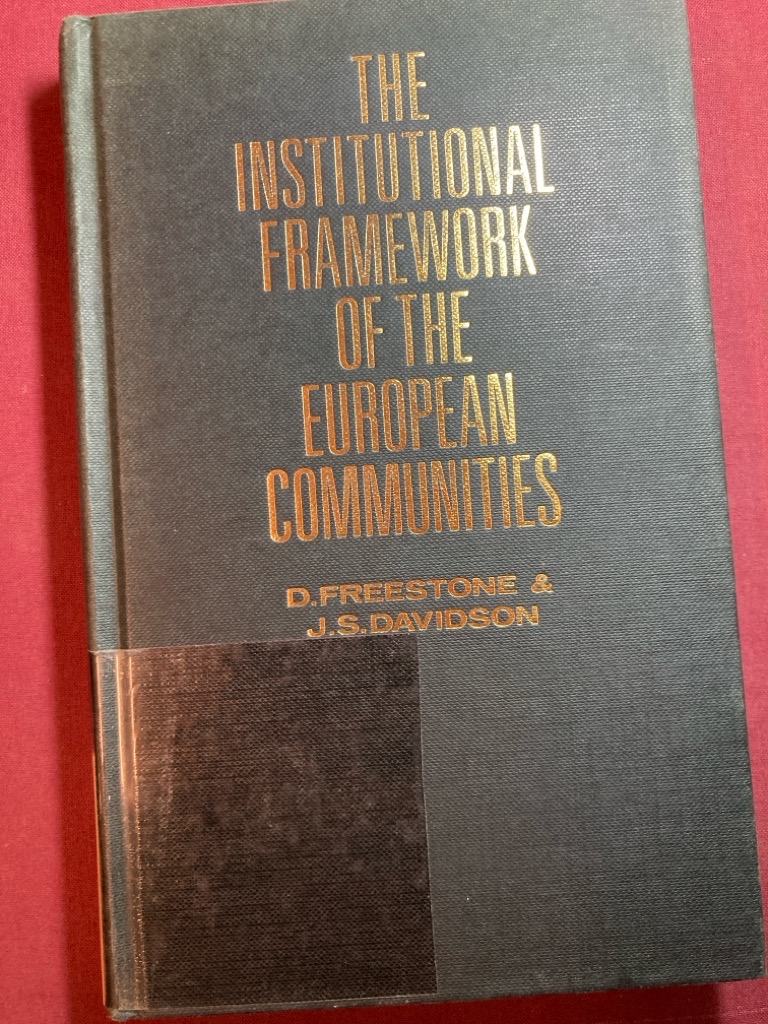 THE
INSTITUTIONAL
FRAMEWORK
OF THE
EUROPEAN
COMMUNITIES
D.FREESTONE &
J.S.DAVIDSON